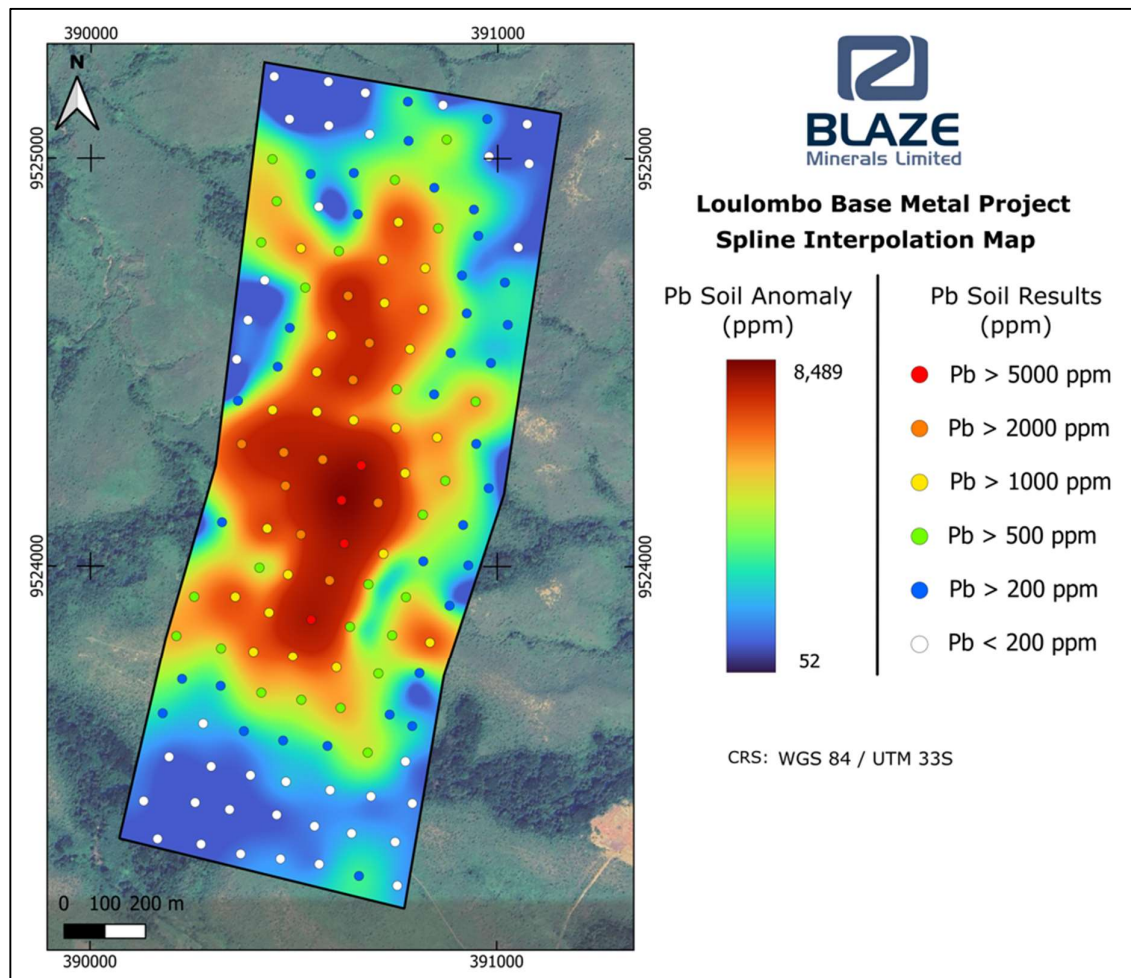 390000
391000
N
9525000
9525000
9524000
9524000
0 100 200 m
390000
391000
BLAZE
Minerals Limited
Loulombo Base Metal Project
Spline Interpolation Map
Pb Soil Anomaly
(ppm)
8,489
52
Pb Soil Results
(ppm)
Pb > 5000 ppm
Pb > 2000 ppm
Pb > 1000 ppm
Pb > 500 ppm
Pb > 200 ppm
Pb < 200 ppm
CRS: WGS 84 / UTM 33S